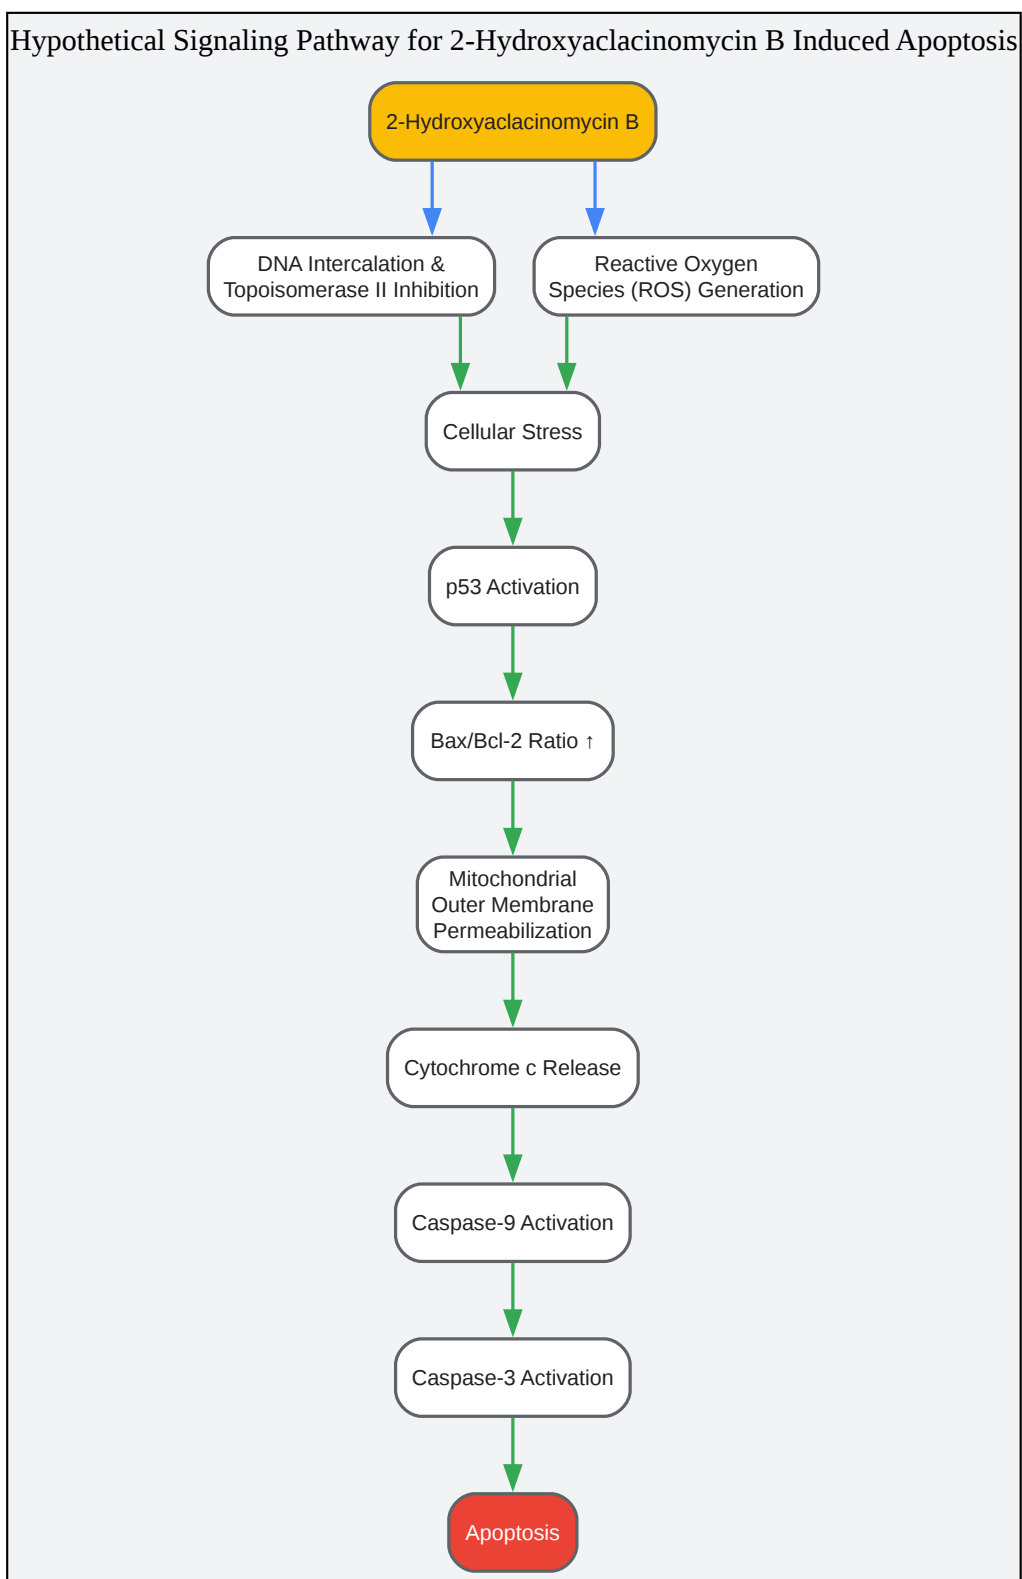 Hypothetical Signaling Pathway for 2-Hydroxyaclacinomycin B Induced Apoptosis
2-Hydroxyaclacinomycin B
DNA Intercalation &
Topoisomerase II Inhibition
Reactive Oxygen
Species (ROS) Generation
Cellular Stress
p53 Activation
Bax/Bcl-2 Ratio ↑
Mitochondrial
Outer Membrane
Permeabilization
Cytochrome c Release
Caspase-9 Activation
Caspase-3 Activation
Apoptosis